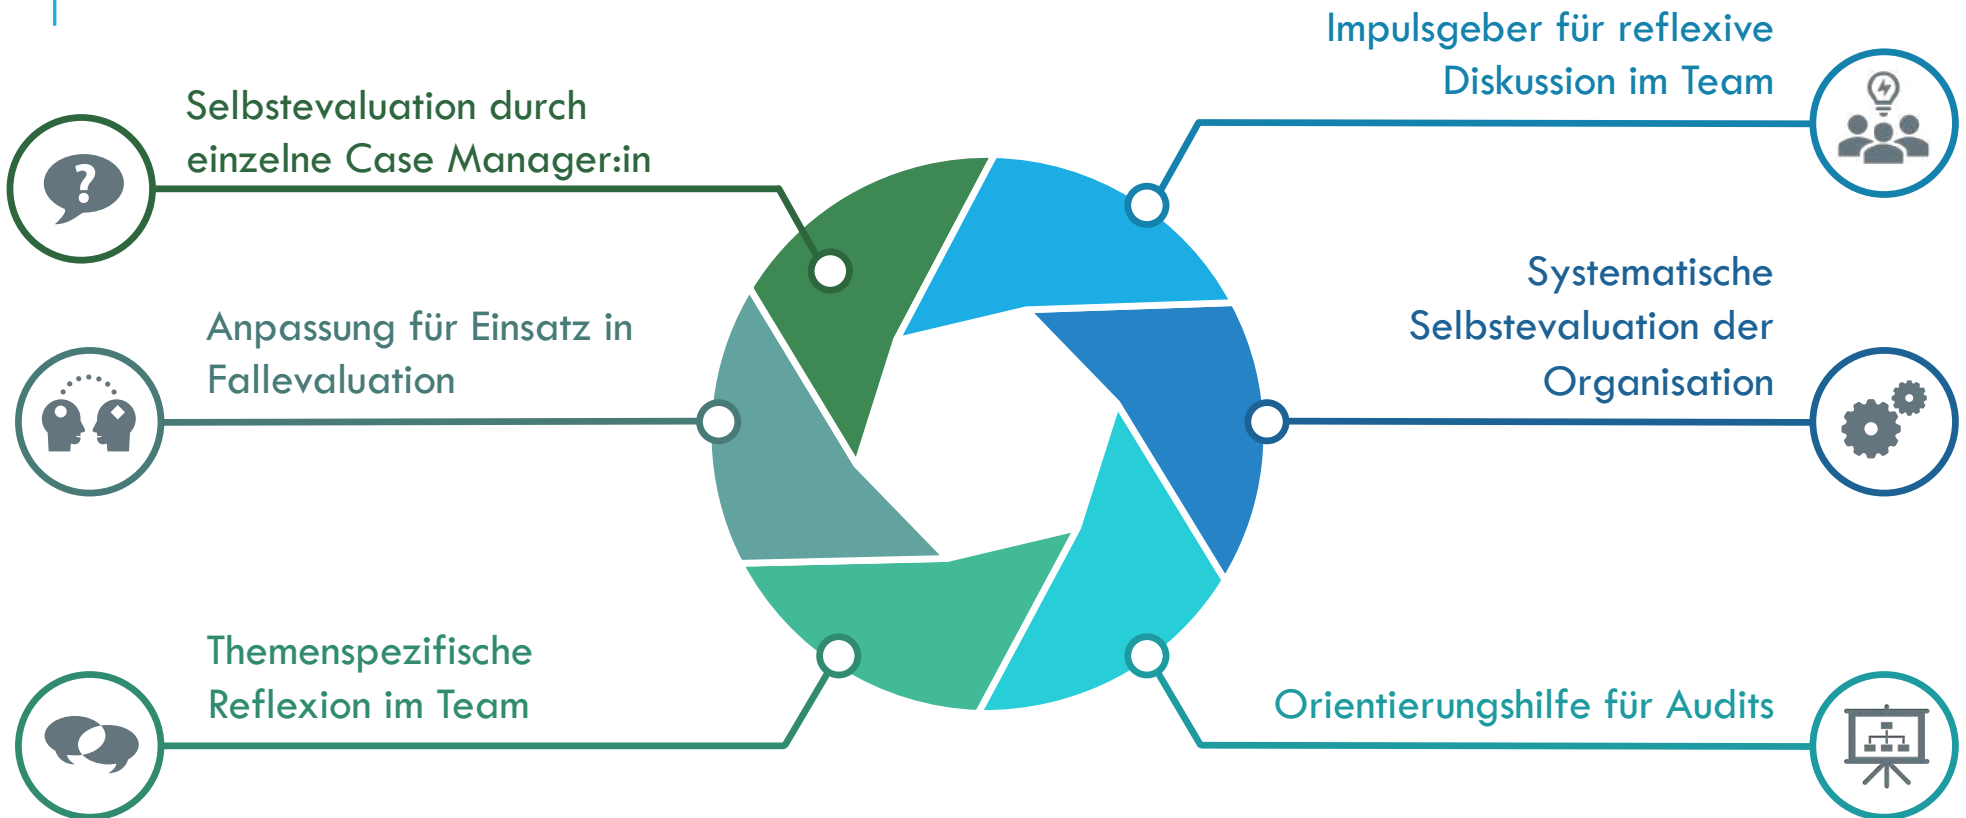 Selbstevaluation durch
einzelne Case Manager:in
Anpassung für Einsatz in
Fallevaluation
Themenspezifische
Reflexion im Team
Impulsgeber für reflexive
Diskussion im Team
Systematische
Selbstevaluation der
Organisation
Orientierungshilfe für Audits
?